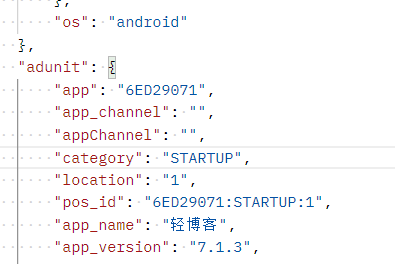 },
"os": "android"
},
"adunit": {
"app": "6ED29071",
"app_channel": "",
"appChannel": "",
"category": "STARTUP",
"location": "1",
"pos_id": "6ED29071:STARTUP:1",
"app_name": "轻博客",
"app_version": "7.1.3",